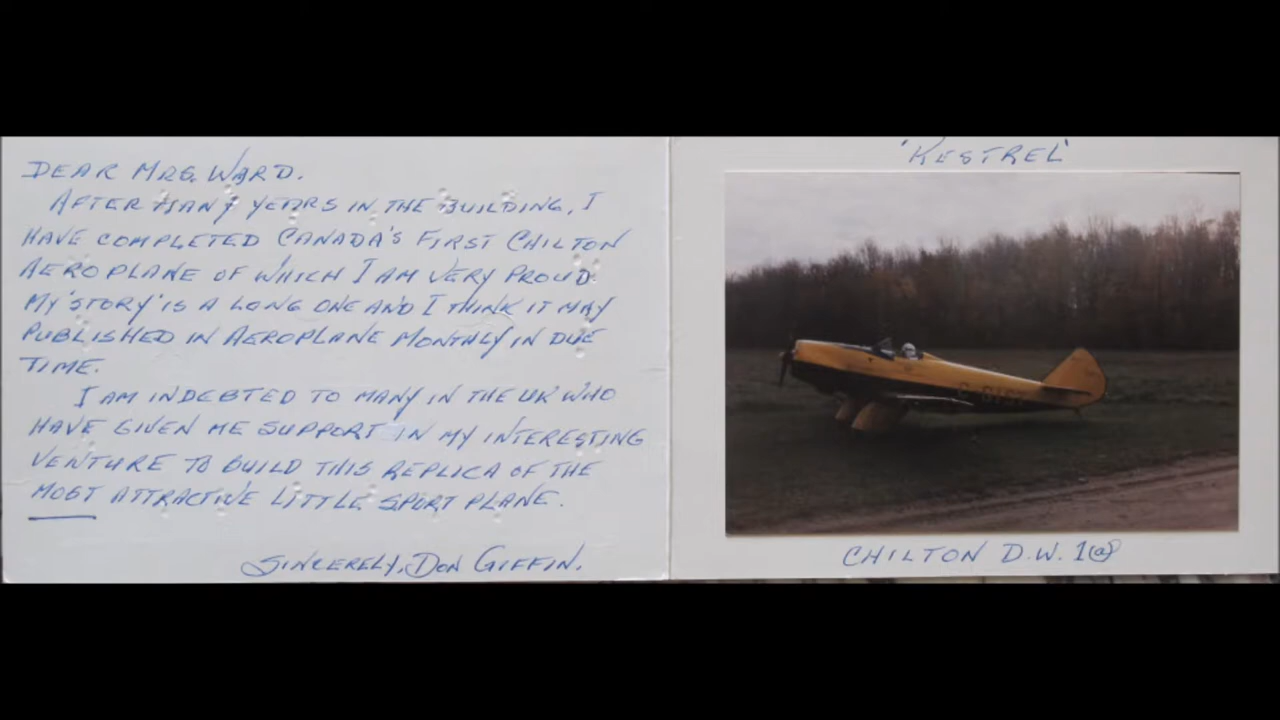 DEAR MRS. WARD.
AFTER MANY YEARS IN THE BUILDING, I
HAVE COMPLETED CANADA'S FIRST CHILTON
AEROPLANE OF WHICH I AM VERY PROUD.
MY 'STORY' IS A LONG ONE AND I THINK IT MAY
PUBLISHED IN AEROPLANE MONTHLY IN DUE
TIME.
I AM INDEBTED TO MANY IN THE UK WHO
HAVE GIVEN ME SUPPORT IN MY INTERESTING
VENTURE TO BUILD THIS REPLICA OF THE
MOST ATTRACTIVE LITTLE SPORT PLANE.
SINCERELY, DON GIFFIN.
'KESTREL'
CHILTON D.W. 1(a)